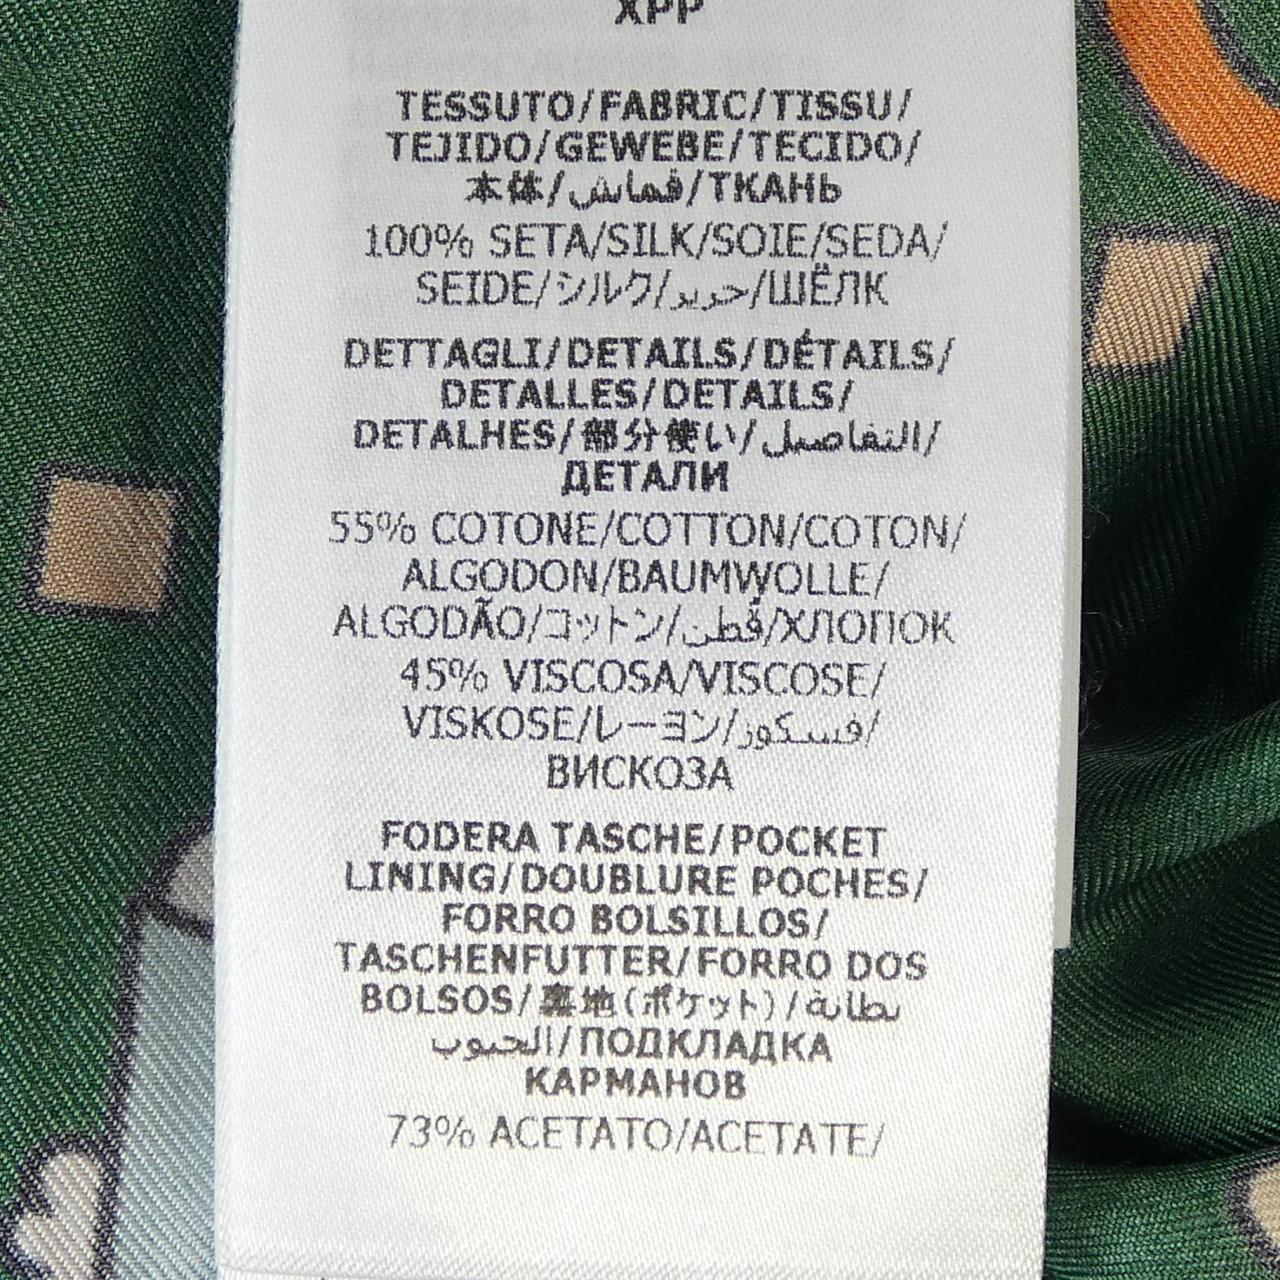 XPP
TESSUTO/FABRIC/TISSU/
TEJIDO/GEWEBE/TECIDO/
本体/قماش/ТКАНЬ
100% SETA/SILK/SOIE/SEDA/
SEIDE/シルク/حرير/ШЁЛК
DETTAGLI/DETAILS/DÉTAILS/
DETALLES/DETAILS/
DETALHES/部分使い/التفاصيل/
ДЕТАЛИ
55% COTONE/COTTON/COTON/
ALGODON/BAUMWOLLE/
ALGODÃO/コットン/قطن/ХЛОПОК
45% VISCOSA/VISCOSE/
VISKOSE/レーヨン/فسكوز/
ВИСКОЗА
FODERA TASCHE/POCKET
LINING/DOUBLURE POCHES/
FORRO BOLSILLOS/
TASCHENFUTTER/FORRO DOS
BOLSOS/裏地(ポケット)/بطانة
الجيوب/ПОДКЛАДКА
КАРМАНОВ
73% ACETATO/ACETATE/